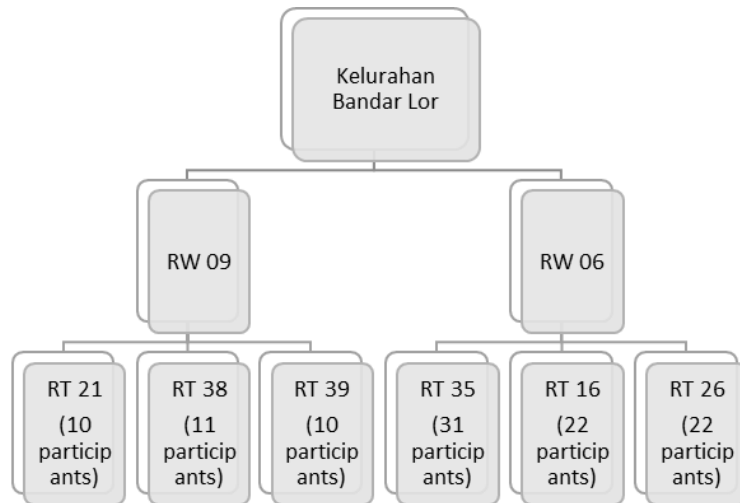 Kelurahan
Bandar Lor
RW 09
RW 06
RT 21
(10
particip
ants)
RT 38
(11
particip
ants)
RT 39
(10
particip
ants)
RT 35
(31
particip
ants)
RT 16
(22
particip
ants)
RT 26
(22
particip
ants)